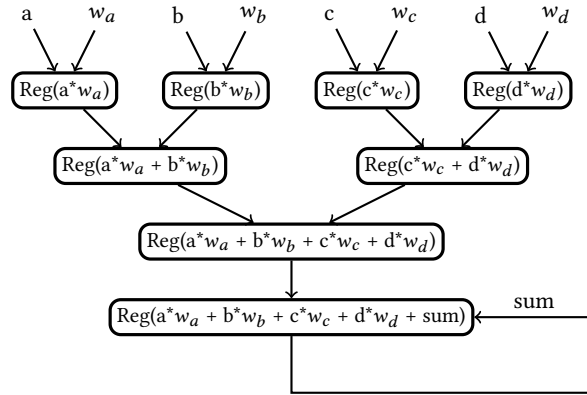 a w_a b w_b c w_c d w_d
Reg(a*w_a) Reg(b*w_b) Reg(c*w_c) Reg(d*w_d)
Reg(a*w_a + b*w_b) Reg(c*w_c + d*w_d)
Reg(a*w_a + b*w_b + c*w_c + d*w_d)
sum
Reg(a*w_a + b*w_b + c*w_c + d*w_d + sum)